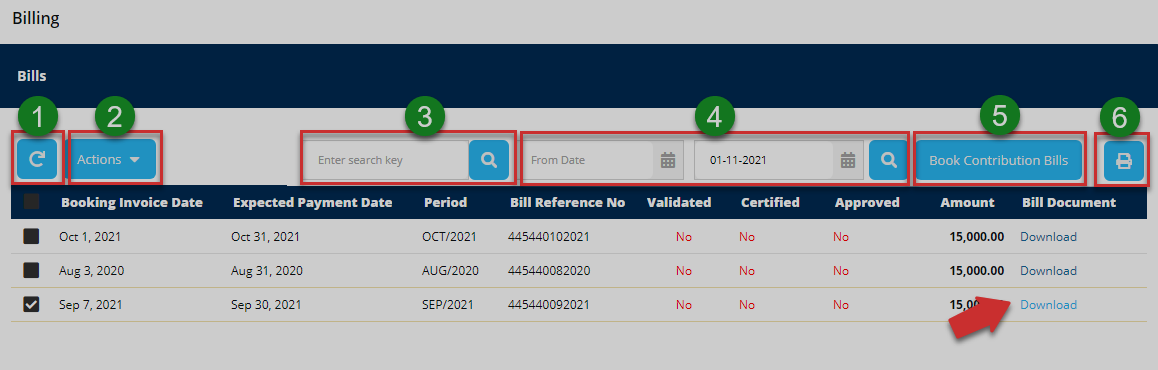 Billing
Bills
1 2 3 4 5 6
Actions Enter search key From Date 01-11-2021 Book Contribution Bills
Booking Invoice Date Expected Payment Date Period Bill Reference No Validated Certified Approved Amount Bill Document
Oct 1, 2021 Oct 31, 2021 OCT/2021 445440102021 No No No 15,000.00 Download
Aug 3, 2020 Aug 31, 2020 AUG/2020 445440082020 No No No 15,000.00 Download
Sep 7, 2021 Sep 30, 2021 SEP/2021 445440092021 No No No 15,00 Download